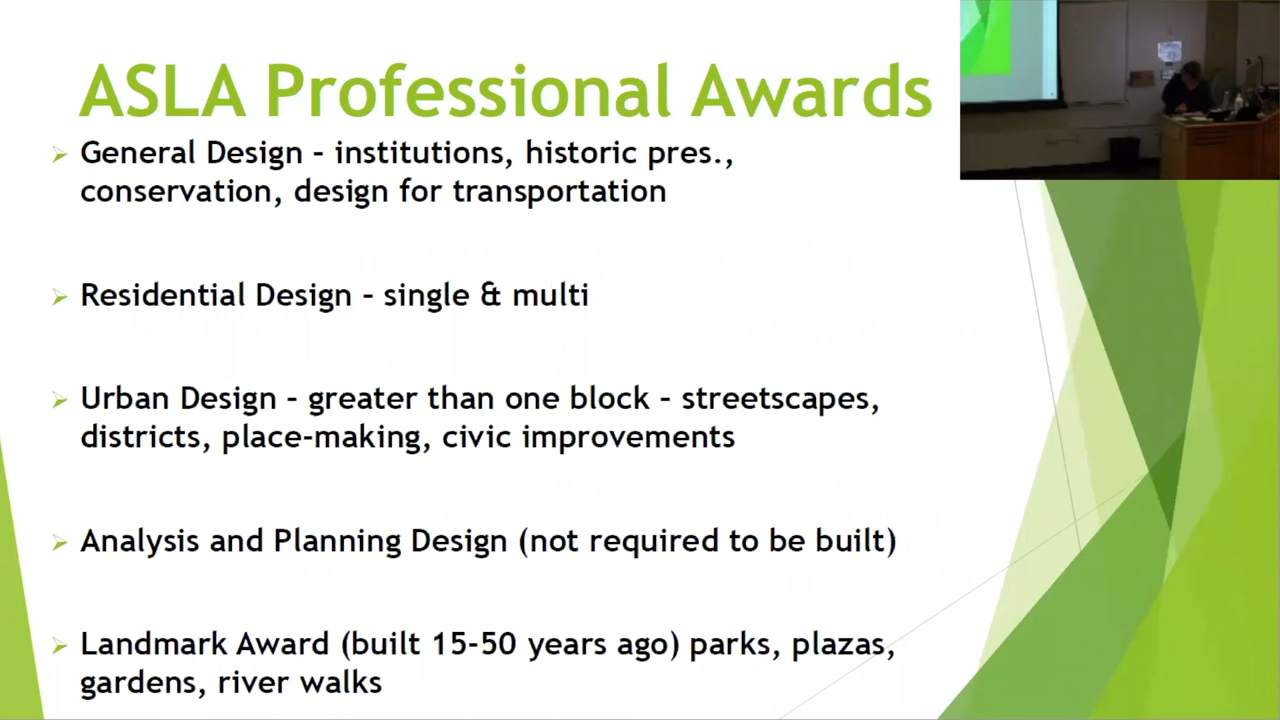 ASLA Professional Awards
General Design – institutions, historic pres.,
conservation, design for transportation
Residential Design – single & multi
Urban Design – greater than one block – streetscapes,
districts, place-making, civic improvements
Analysis and Planning Design (not required to be built)
Landmark Award (built 15-50 years ago) parks, plazas,
gardens, river walks